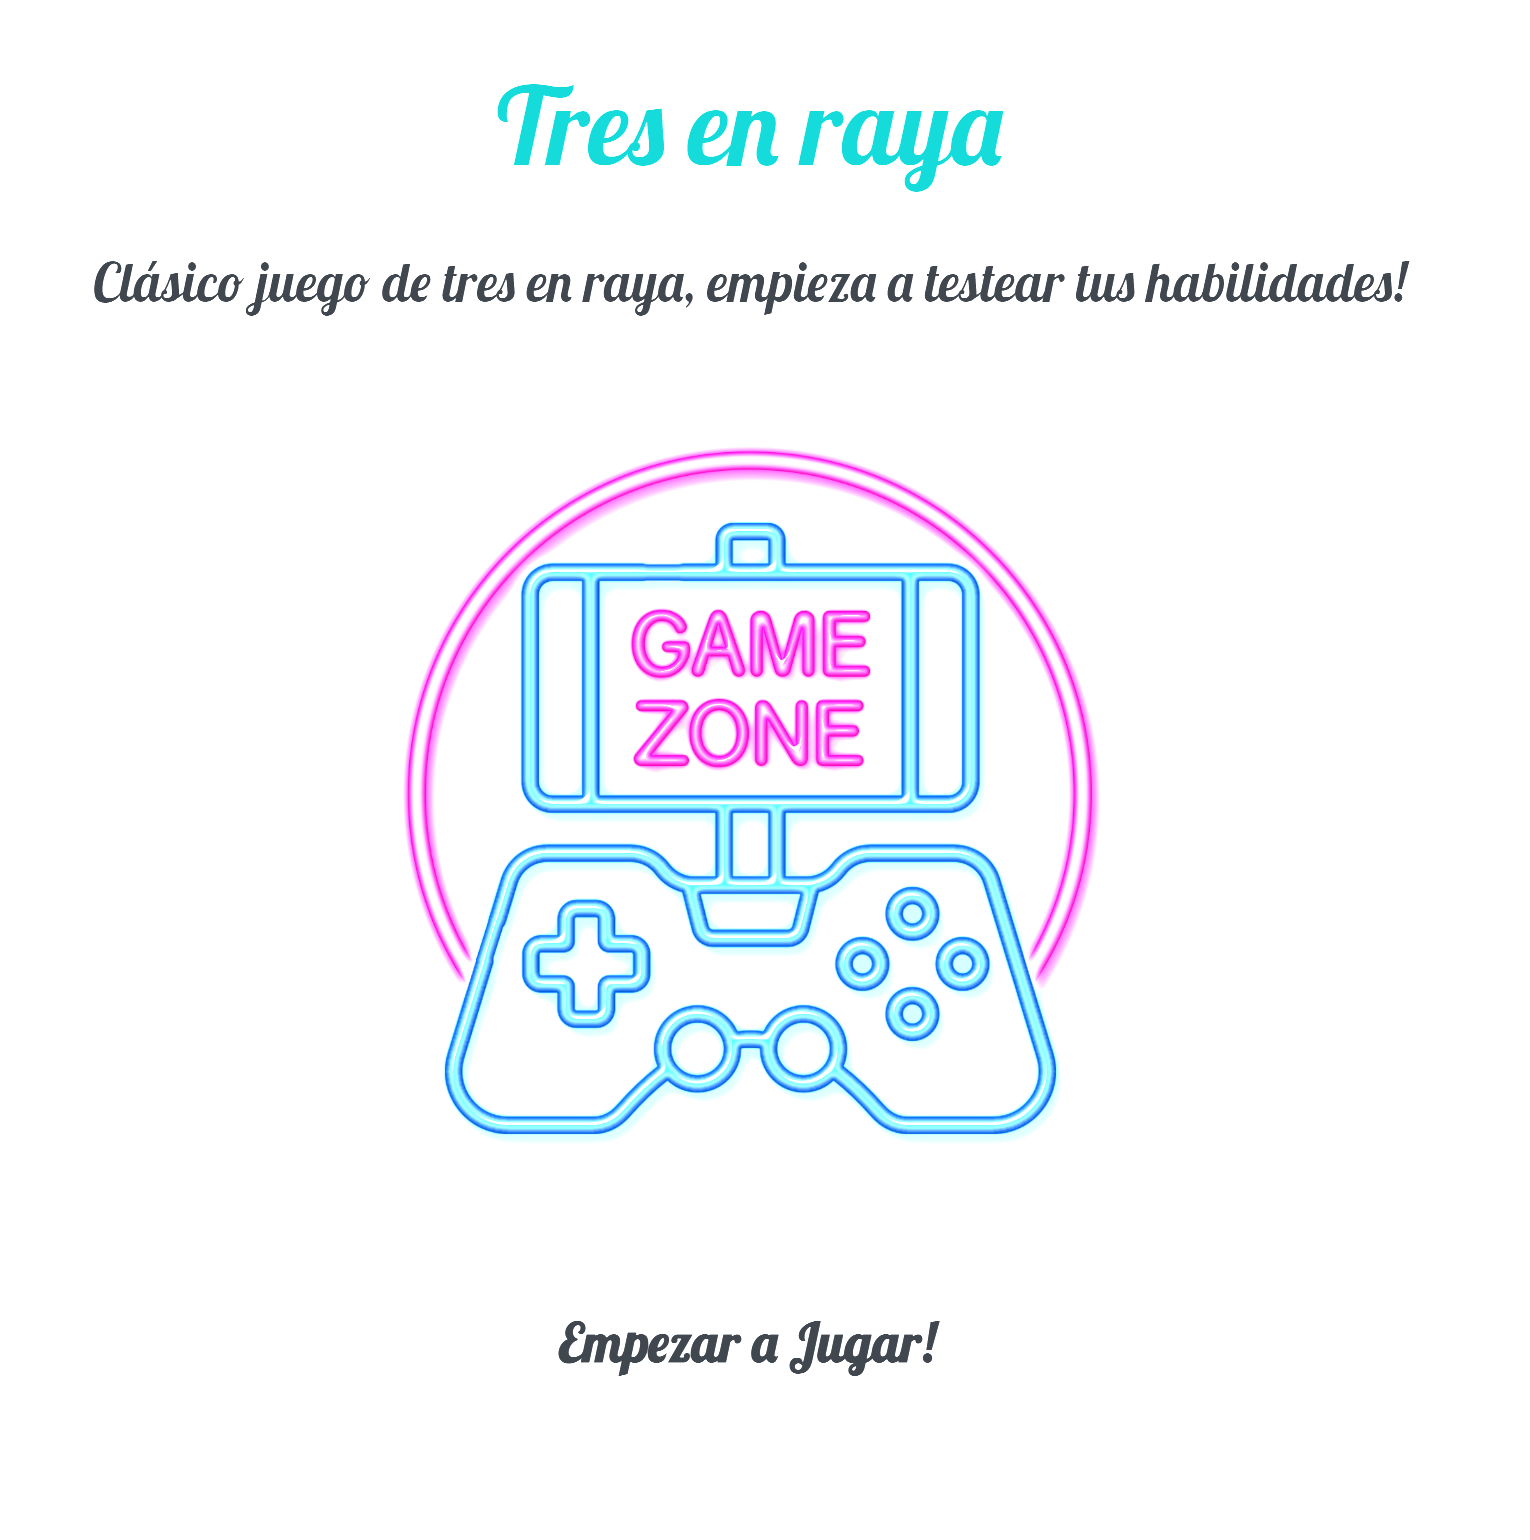 Tres en raya
Clásico juego de tres en raya, empieza a testear tus habilidades!
GAME
ZONE
Empezar a Jugar!